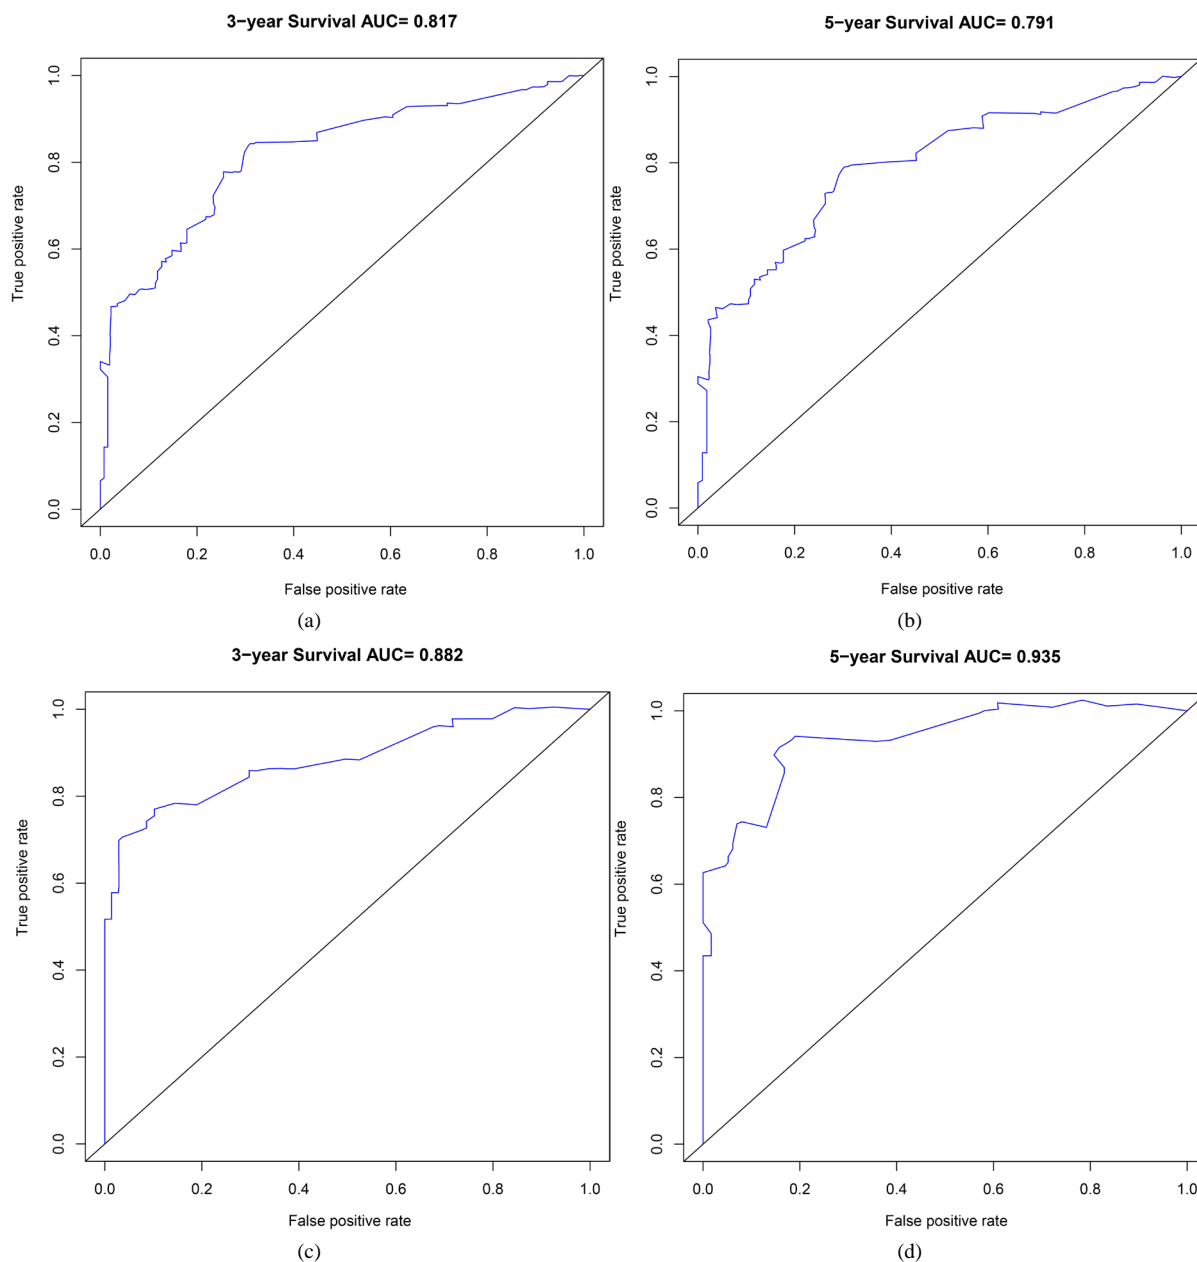 3−year Survival AUC= 0.817
True positive rate
0.0 0.2 0.4 0.6 0.8 1.0
0.0 0.2 0.4 0.6 0.8 1.0
False positive rate
(a)
5−year Survival AUC= 0.791
True positive rate
0.0 0.2 0.4 0.6 0.8 1.0
0.0 0.2 0.4 0.6 0.8 1.0
False positive rate
(b)
3−year Survival AUC= 0.882
True positive rate
0.0 0.2 0.4 0.6 0.8 1.0
0.0 0.2 0.4 0.6 0.8 1.0
False positive rate
(c)
5−year Survival AUC= 0.935
True positive rate
0.0 0.2 0.4 0.6 0.8 1.0
0.0 0.2 0.4 0.6 0.8 1.0
False positive rate
(d)